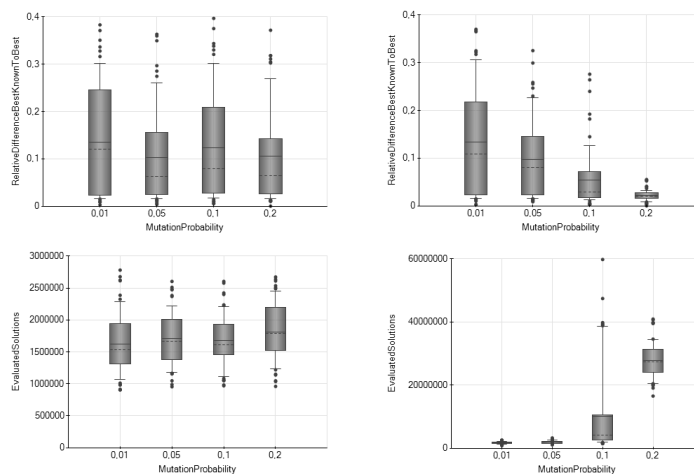 0,4
0,3
0,2
0,1
0
RelativeDifferenceBestKnownToBest
0,01 0,05 0,1 0,2
MutationProbability
0,4
0,3
0,2
0,1
0
RelativeDifferenceBestKnownToBest
0,01 0,05 0,1 0,2
MutationProbability
3000000
2500000
2000000
1500000
1000000
500000
0
EvaluatedSolutions
0,01 0,05 0,1 0,2
MutationProbability
60000000
40000000
20000000
0
EvaluatedSolutions
0,01 0,05 0,1 0,2
MutationProbability